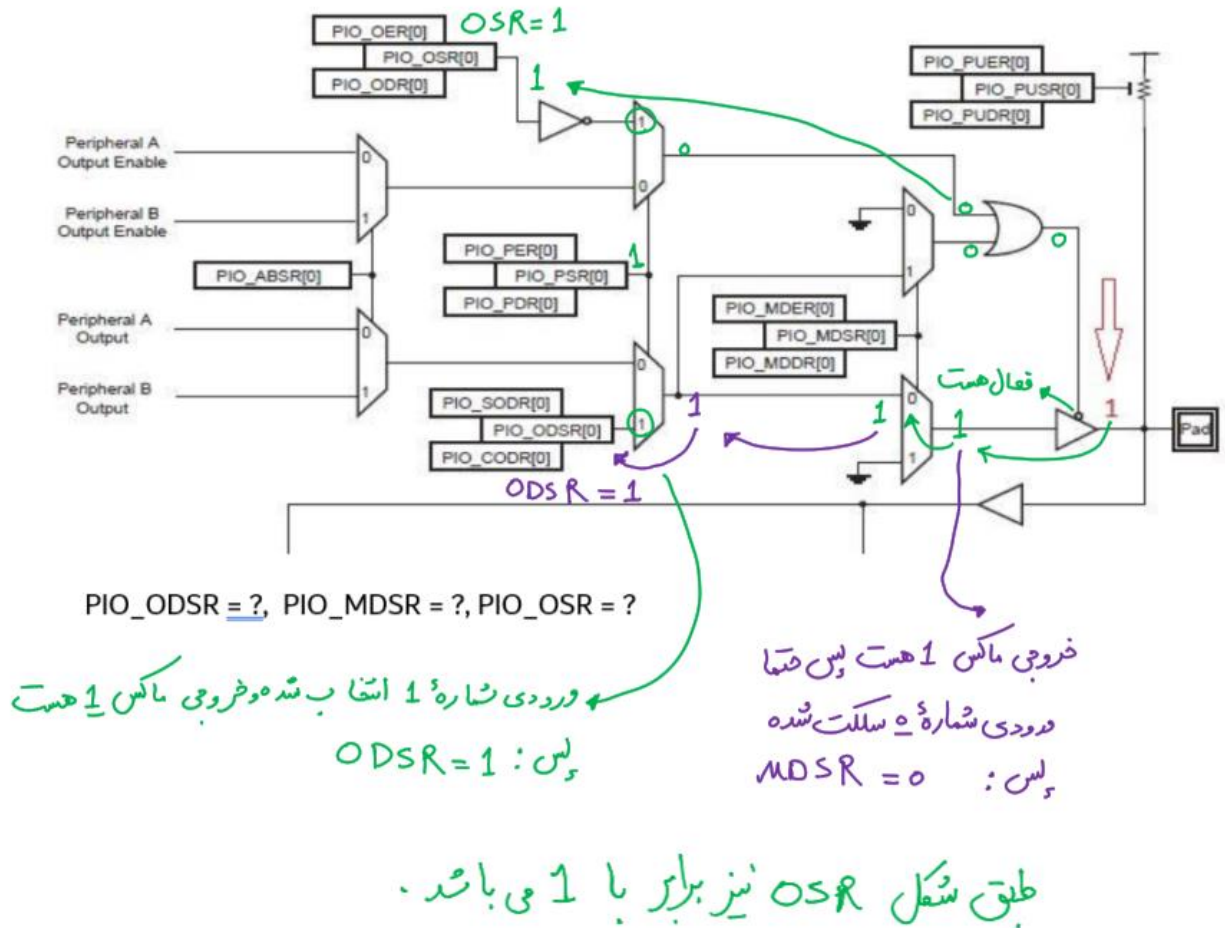 PIO_OER[0]
OSR=1
PIO_OSR[0]
PIO_ODR[0]
1
PIO_PUER[0]
PIO_PUSR[0]
PIO_PUDR[0]
1
0
Peripheral A
Output Enable
0
0
0
0
0
0
Peripheral B
Output Enable
1
PIO_PER[0]
1
PIO_PSR[0]
PIO_PDR[0]
1
PIO_ABSR[0]
PIO_MDER[0]
PIO_MDSR[0]
PIO_MDDR[0]
Peripheral A
Output
0
0
Peripheral B
Output
1
PIO_SODR[0]
PIO_ODSR[0]
PIO_CODR[0]
1
1
1
0
1
1
فعال هست
1
Pad
ODSR = 1
PIO_ODSR = ?, PIO_MDSR = ?, PIO_OSR = ?
خروجی ماکس 1 هست پس حتما
ورودی شمارهٔ 0 سلکت شده
پس : MDSR = 0
ورودی شمارهٔ 1 انتخاب شده و خروجی ماکس 1 هست
پس : ODSR = 1
طبق شکل OSR نیز برابر با 1 می باشد .